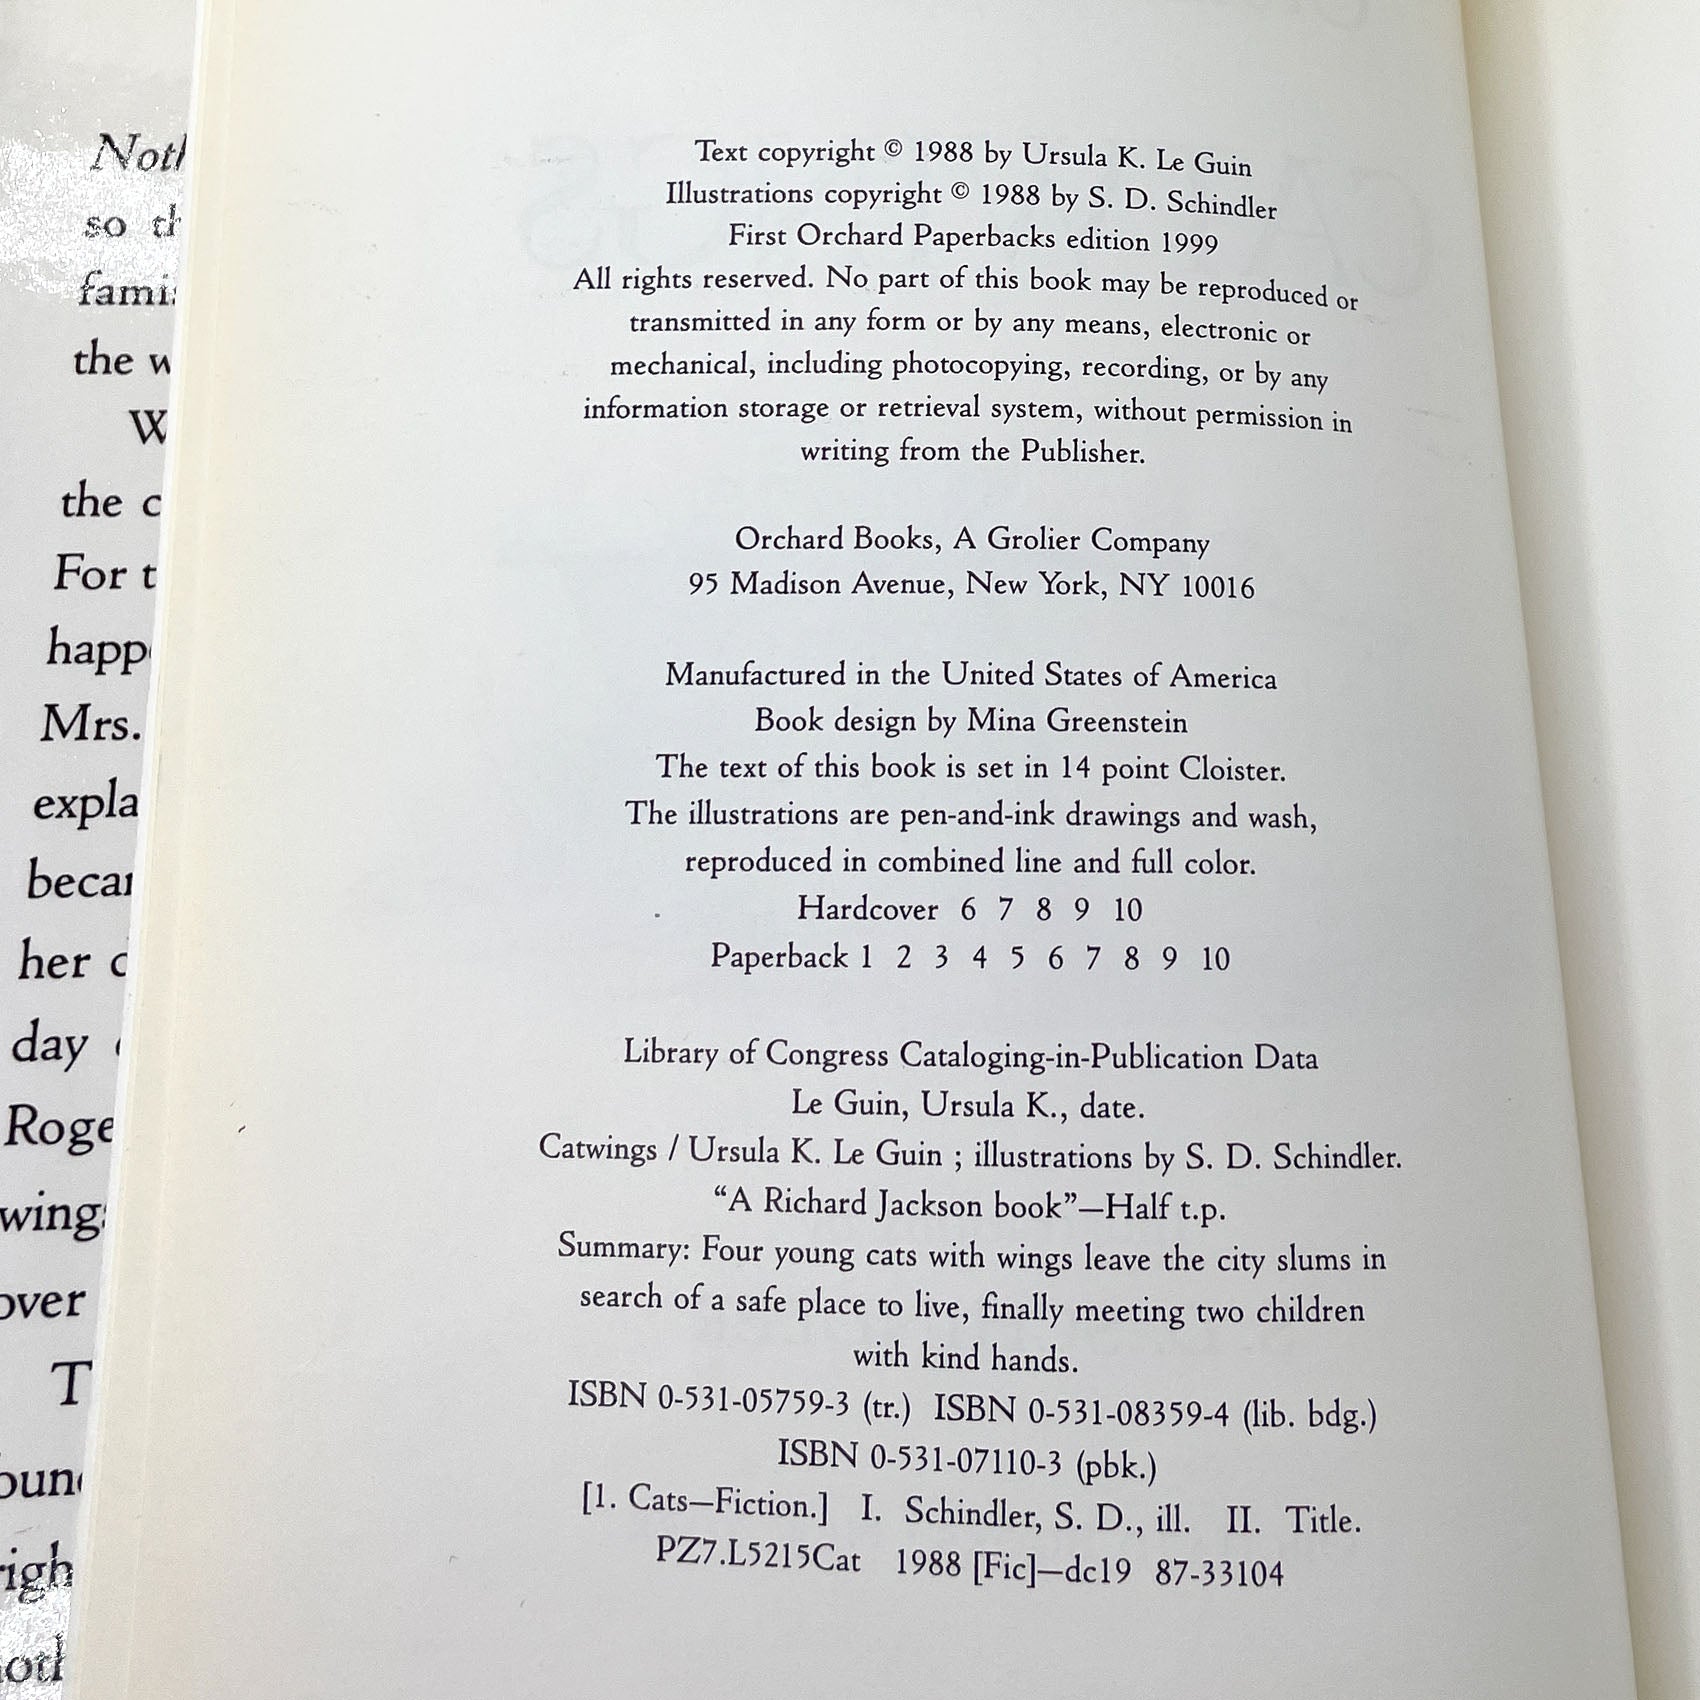 Text copyright © 1988 by Ursula K. Le Guin
Illustrations copyright © 1988 by S. D. Schindler
First Orchard Paperbacks edition 1999
All rights reserved. No part of this book may be reproduced or
transmitted in any form or by any means, electronic or
mechanical, including photocopying, recording, or by any
information storage or retrieval system, without permission in
writing from the Publisher.
Orchard Books, A Grolier Company
95 Madison Avenue, New York, NY 10016
Manufactured in the United States of America
Book design by Mina Greenstein
The text of this book is set in 14 point Cloister.
The illustrations are pen-and-ink drawings and wash,
reproduced in combined line and full color.
Hardcover 6 7 8 9 10
Paperback 1 2 3 4 5 6 7 8 9 10
Library of Congress Cataloging-in-Publication Data
Le Guin, Ursula K., date.
Catwings / Ursula K. Le Guin ; illustrations by S. D. Schindler.
“A Richard Jackson book”—Half t.p.
Summary: Four young cats with wings leave the city slums in
search of a safe place to live, finally meeting two children
with kind hands.
ISBN 0-531-05759-3 (tr.) ISBN 0-531-08359-4 (lib. bdg.)
ISBN 0-531-07110-3 (pbk.)
[1. Cats—Fiction.] I. Schindler, S. D., ill. II. Title.
PZ7.L5215Cat 1988 [Fic]—dc19 87-33104
so
the
the
For
Mrs.
her
day
over